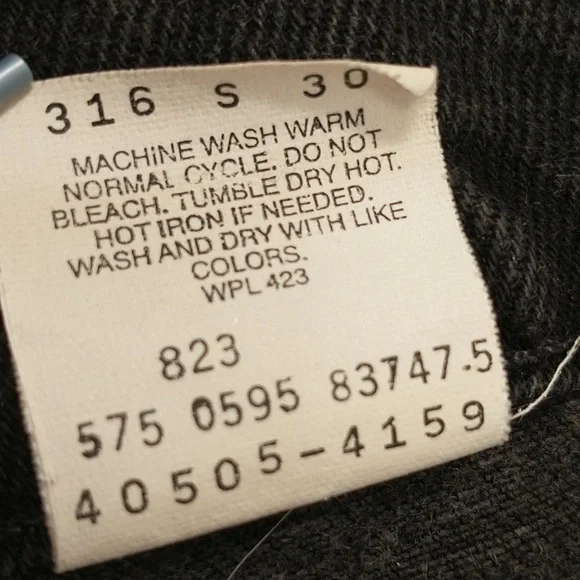 316 S 30
MACHINE WASH WARM
NORMAL CYCLE. DO NOT
BLEACH. TUMBLE DRY HOT.
HOT IRON IF NEEDED.
WASH AND DRY WITH LIKE
COLORS.
WPL 423
823
575 0595 83747.5
40505-4159